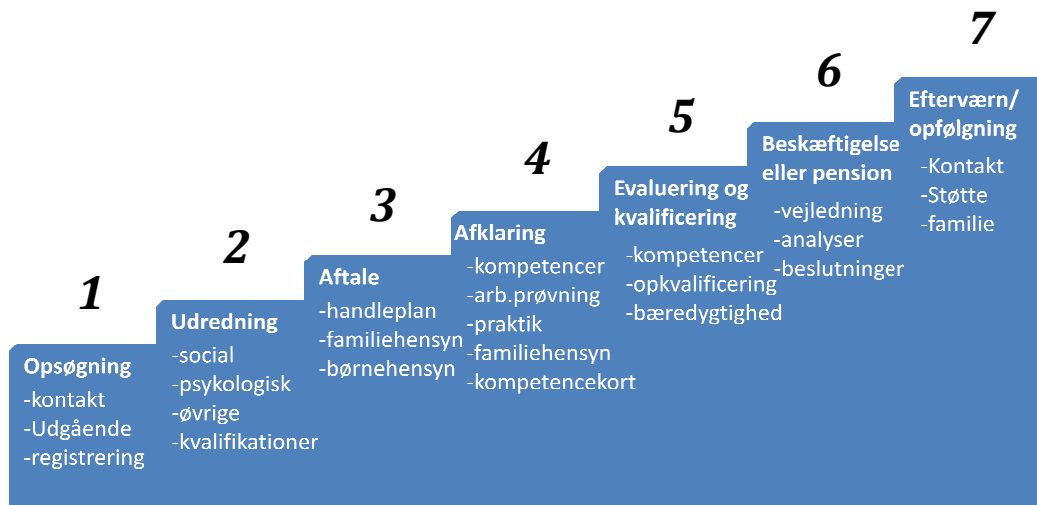 1
Opsøgning
-kontakt
-Udgående
-registrering
2
Udredning
-social
-psykologisk
-øvrige
-kvalifikationer
3
Aftale
-handleplan
-familiehensyn
-børnehensyn
4
Afklaring
-kompetencer
-arb.prøvning
-praktik
-familiehensyn
-kompetencekort
5
Evaluering og
kvalificering
-kompetencer
-opkvalificering
-bæredygtighed
6
Beskæftigelse
eller pension
-vejledning
-analyser
-beslutninger
7
Efterværn/
opfølgning
-Kontakt
-Støtte
-familie